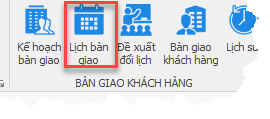 Kế hoạch
bàn giao
Lịch bàn
giao
Đề xuất
đổi lịch
Bàn giao
khách hàng
Lịch
BÀN GIAO KHÁCH HÀNG